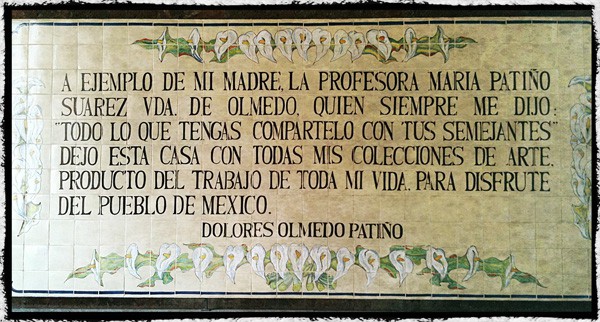 A EJEMPLO DE MI MADRE, LA PROFESORA MARIA PATIÑO
SUAREZ VDA. DE OLMEDO, QUIEN SIEMPRE ME DIJO:
"TODO LO QUE TENGAS COMPARTELO CON TUS SEMEJANTES"
DEJO ESTA CASA CON TODAS MIS COLECCIONES DE ARTE,
PRODUCTO DEL TRABAJO DE TODA MI VIDA, PARA DISFRUTE
DEL PUEBLO DE MEXICO.
DOLORES OLMEDO PATIÑO